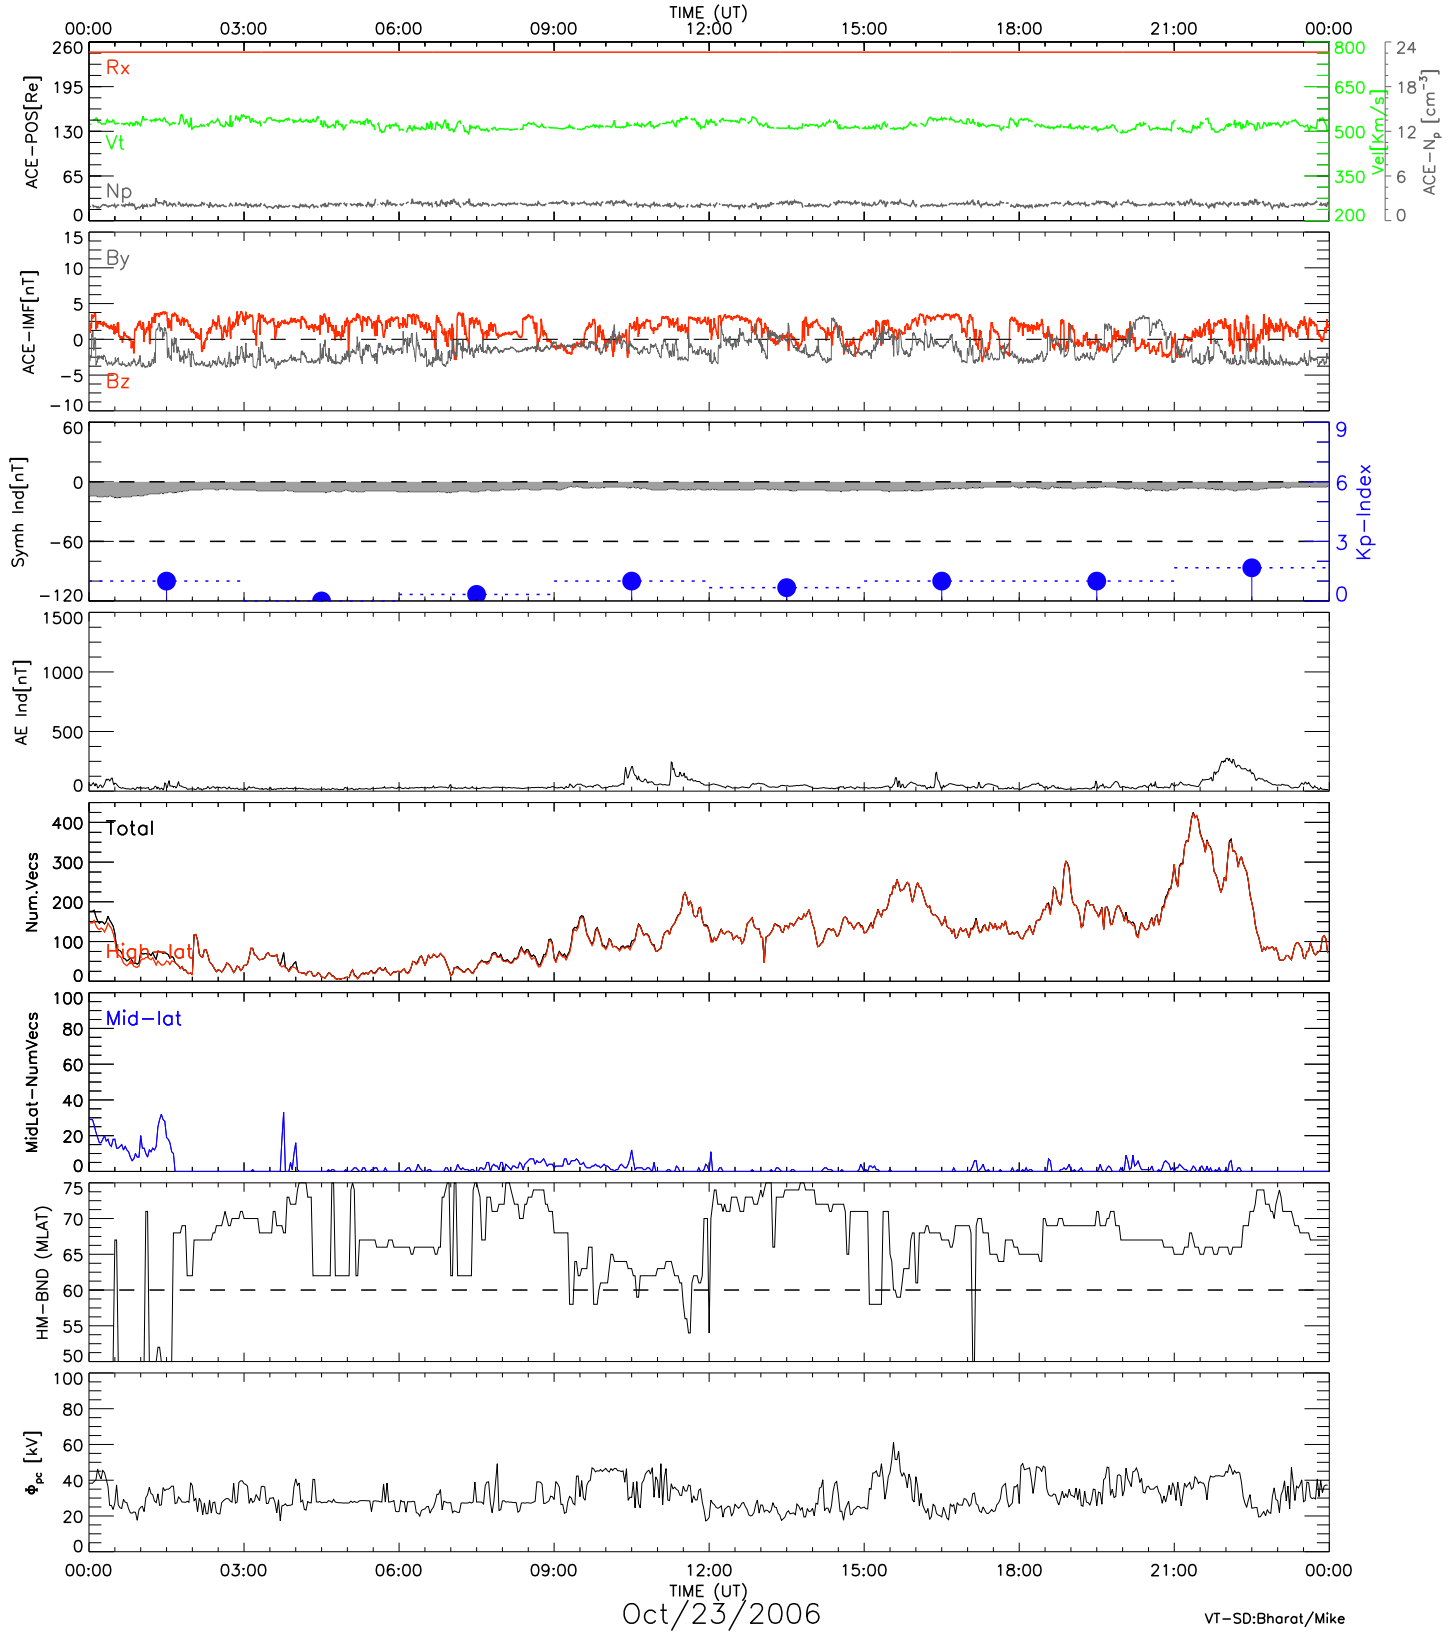 TIME (UT)
00:00 03:00 06:00 09:00 12:00 15:00 18:00 21:00 00:00
ACE-POS[Re]
260
195
130
65
0
Rx
Vt
Np
800
650
500
350
200
Vel[Km/s]
24
18
12
6
0
ACE-Np [cm-3]
ACE-IMF[nT]
15
10
5
0
-5
-10
By
Bz
Symh Ind[nT]
60
0
-60
-120
9
6
3
0
Kp-Index
AE Ind[nT]
1500
1000
500
0
Num.Vecs
400
300
200
100
0
Total
High-lat
MidLat-NumVecs
100
80
60
40
20
0
Mid-lat
HM-BND (MLAT)
75
70
65
60
55
50
Φpc [kV]
100
80
60
40
20
0
00:00 03:00 06:00 09:00 12:00 15:00 18:00 21:00 00:00
TIME (UT)
Oct/23/2006
VT-SD:Bharat/Mike